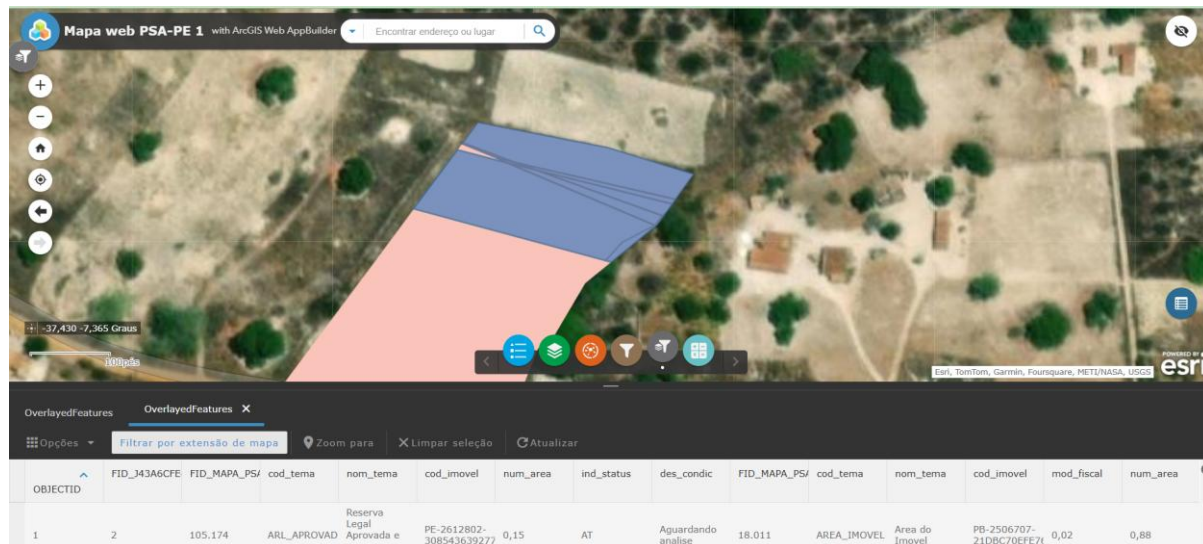 Mapa web PSA-PE 1 with ArcGIS Web AppBuilder
Encontrar endereço ou lugar
-37,430 -7,365 Graus
100pés
Esri, TomTom, Garmin, Foursquare, METI/NASA, USGS
POWERED BY
esri
OverlayedFeatures OverlayedFeatures X
Opções Filtrar por extensão de mapa Zoom para Limpar seleção Atualizar
OBJECTID FID_J43A6CFE FID_MAPA_PSA cod_tema nom_tema cod_imovel num_area ind_status des_condic FID_MAPA_PSA cod_tema nom_tema cod_imovel mod_fiscal num_area
1 2 105.174 ARL_APROVAD Reserva Legal Aprovada e PE-2612802-308543639277 0,15 AT Aguardando analise 18.011 AREA_IMOVEL Area do Imovel PB-2506707-21DBC70EFE7( 0,02 0,88